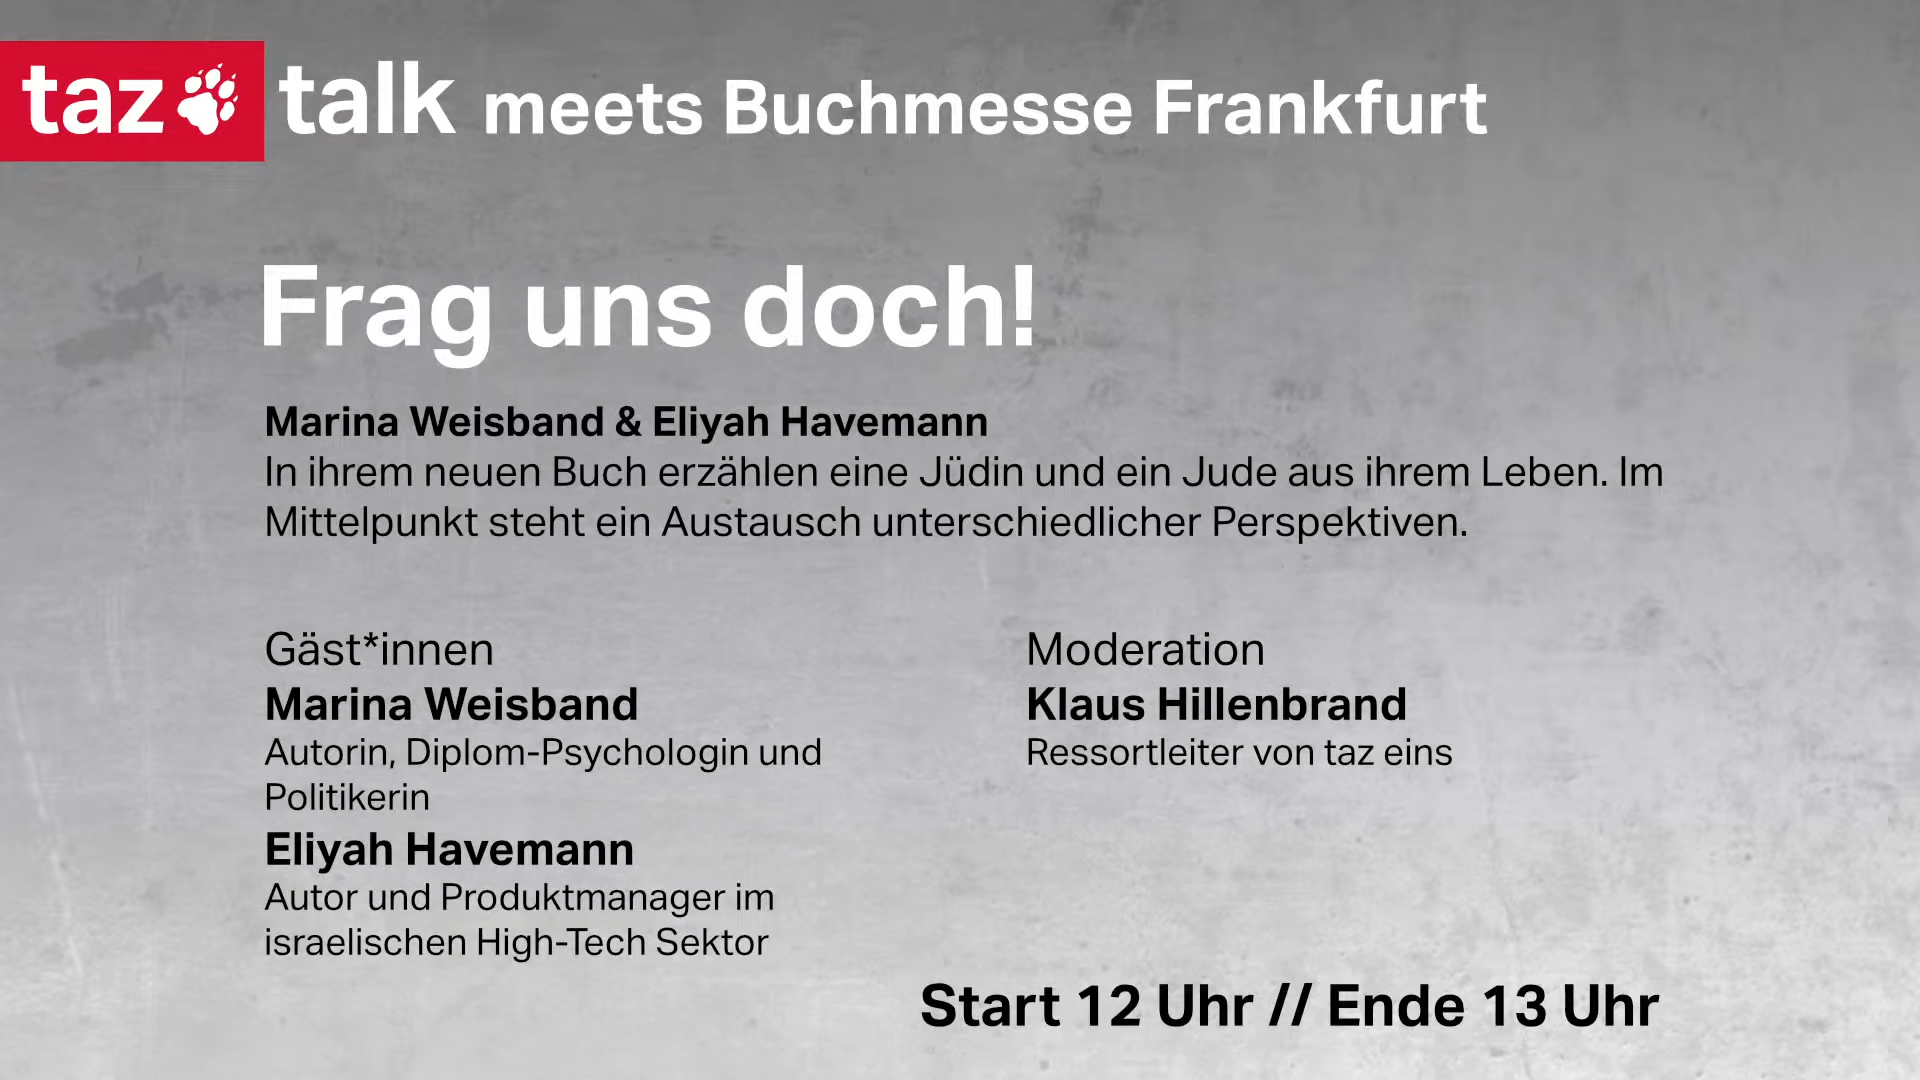 taz talk meets Buchmesse Frankfurt
Frag uns doch!
Marina Weisband & Eliyah Havemann
In ihrem neuen Buch erzählen eine Jüdin und ein Jude aus ihrem Leben. Im
Mittelpunkt steht ein Austausch unterschiedlicher Perspektiven.
Gäst*innen
Marina Weisband
Autorin, Diplom-Psychologin und
Politikerin
Eliyah Havemann
Autor und Produktmanager im
israelischen High-Tech Sektor
Moderation
Klaus Hillenbrand
Ressortleiter von taz eins
Start 12 Uhr // Ende 13 Uhr